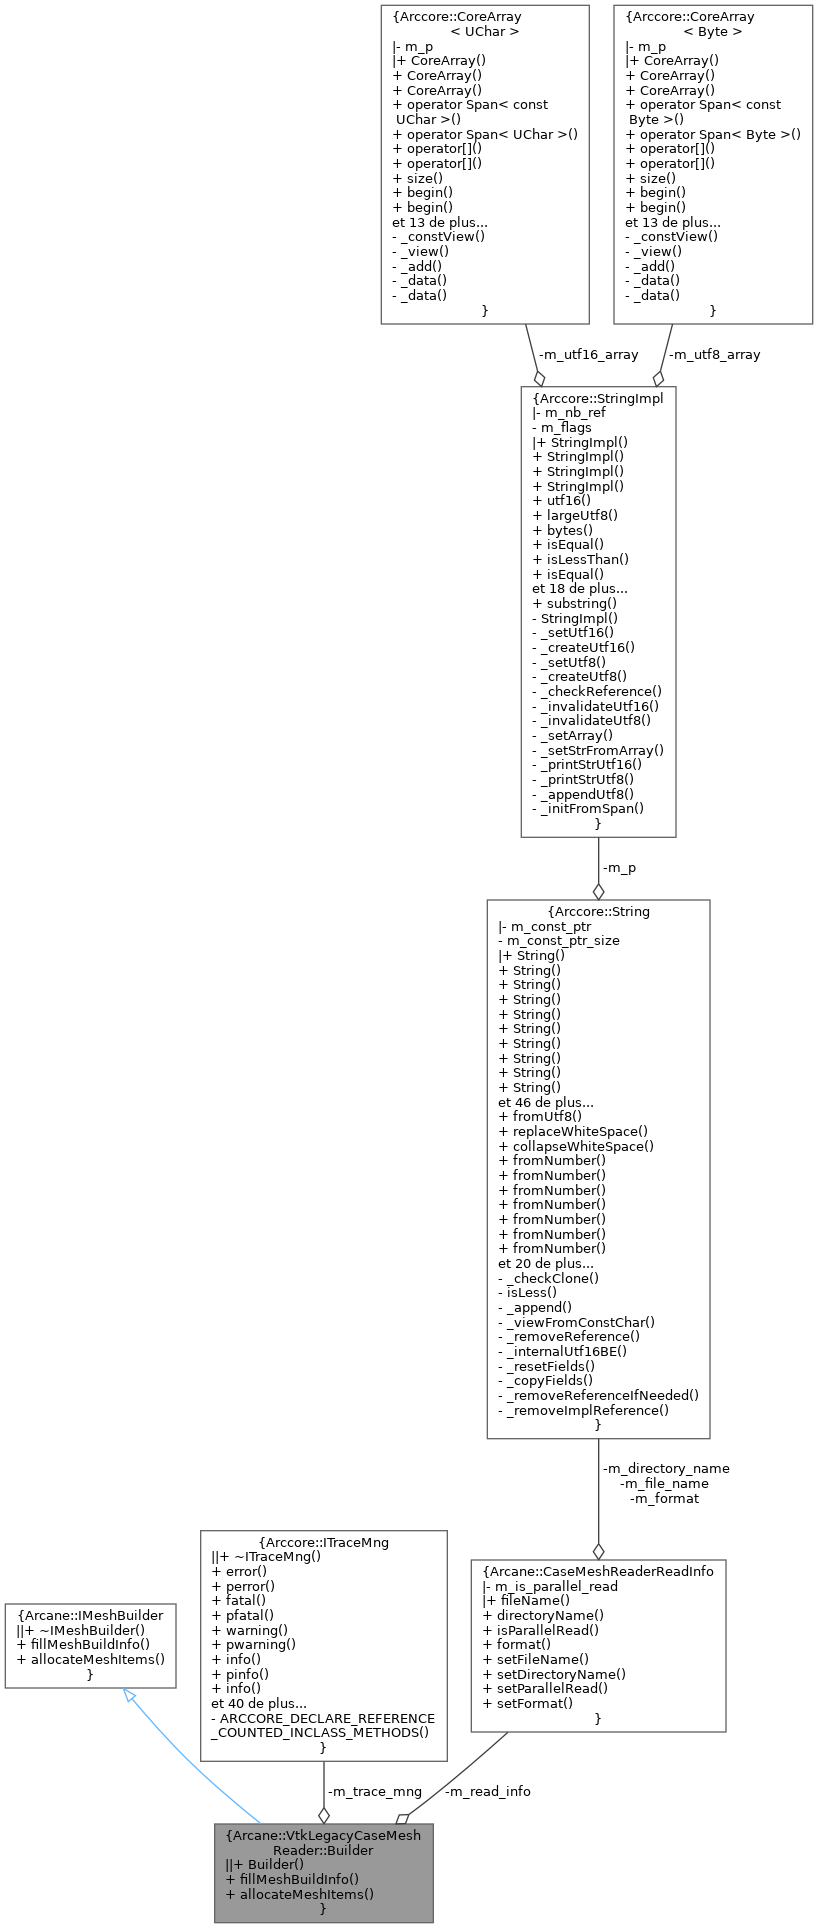 {Arccore::CoreArray
< UChar >
|- m_p
|+ CoreArray()
+ CoreArray()
+ CoreArray()
+ operator Span< const
UChar >()
+ operator Span< UChar >()
+ operator[]()
+ operator[]()
+ size()
+ begin()
+ begin()
et 13 de plus...
- _constView()
- _view()
- _add()
- _data()
- _data()
}
{Arccore::CoreArray
< Byte >
|- m_p
|+ CoreArray()
+ CoreArray()
+ CoreArray()
+ operator Span< const
Byte >()
+ operator Span< Byte >()
+ operator[]()
+ operator[]()
+ size()
+ begin()
+ begin()
et 13 de plus...
- _constView()
- _view()
- _add()
- _data()
- _data()
}
-m_utf16_array
-m_utf8_array
{Arccore::StringImpl
|- m_nb_ref
- m_flags
|+ StringImpl()
+ StringImpl()
+ StringImpl()
+ StringImpl()
+ utf16()
+ largeUtf8()
+ bytes()
+ isEqual()
+ isLessThan()
+ isEqual()
et 18 de plus...
+ substring()
- StringImpl()
- _setUtf16()
- _createUtf16()
- _setUtf8()
- _createUtf8()
- _checkReference()
- _invalidateUtf16()
- _invalidateUtf8()
- _setArray()
- _setStrFromArray()
- _printStrUtf16()
- _printStrUtf8()
- _appendUtf8()
- _initFromSpan()
}
-m_p
{Arccore::String
|- m_const_ptr
- m_const_ptr_size
|+ String()
+ String()
+ String()
+ String()
+ String()
+ String()
+ String()
+ String()
+ String()
+ String()
et 46 de plus...
+ fromUtf8()
+ replaceWhiteSpace()
+ collapseWhiteSpace()
+ fromNumber()
+ fromNumber()
+ fromNumber()
+ fromNumber()
+ fromNumber()
+ fromNumber()
+ fromNumber()
et 20 de plus...
- _checkClone()
- isLess()
- _append()
- _viewFromConstChar()
- _removeReference()
- _internalUtf16BE()
- _resetFields()
- _copyFields()
- _removeReferenceIfNeeded()
- _removeImplReference()
}
-m_directory_name
-m_file_name
-m_format
{Arcane::IMeshBuilder
||+ ~IMeshBuilder()
+ fillMeshBuildInfo()
+ allocateMeshItems()
}
{Arccore::ITraceMng
||+ ~ITraceMng()
+ error()
+ perror()
+ fatal()
+ pfatal()
+ warning()
+ pwarning()
+ info()
+ pinfo()
+ info()
et 40 de plus...
- ARCCORE_DECLARE_REFERENCE
_COUNTED_INCLASS_METHODS()
}
{Arcane::CaseMeshReaderReadInfo
|- m_is_parallel_read
|+ fileName()
+ directoryName()
+ isParallelRead()
+ format()
+ setFileName()
+ setDirectoryName()
+ setParallelRead()
+ setFormat()
}
-m_trace_mng
-m_read_info
{Arcane::VtkLegacyCaseMesh
Reader::Builder
||+ Builder()
+ fillMeshBuildInfo()
+ allocateMeshItems()
}